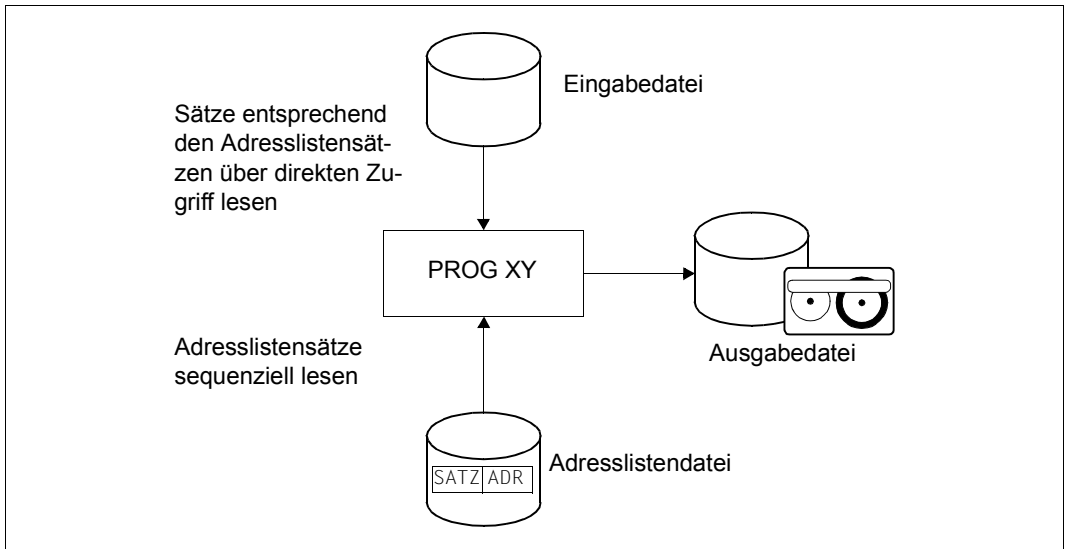 Eingabedatei
Sätze entsprechend
den Adresslistensät-
zen über direkten Zu-
griff lesen
PROG XY
Ausgabedatei
Adresslistensätze
sequenziell lesen
Adresslistendatei
SATZ ADR